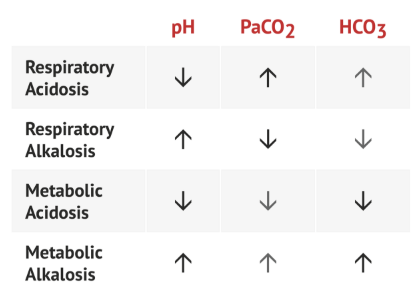 pH PaCO2 HCO3
Respiratory
Acidosis ↓ ↑ ↑
Respiratory
Alkalosis ↑ ↓ ↓
Metabolic
Acidosis ↓ ↓ ↓
Metabolic
Alkalosis ↑ ↑ ↑